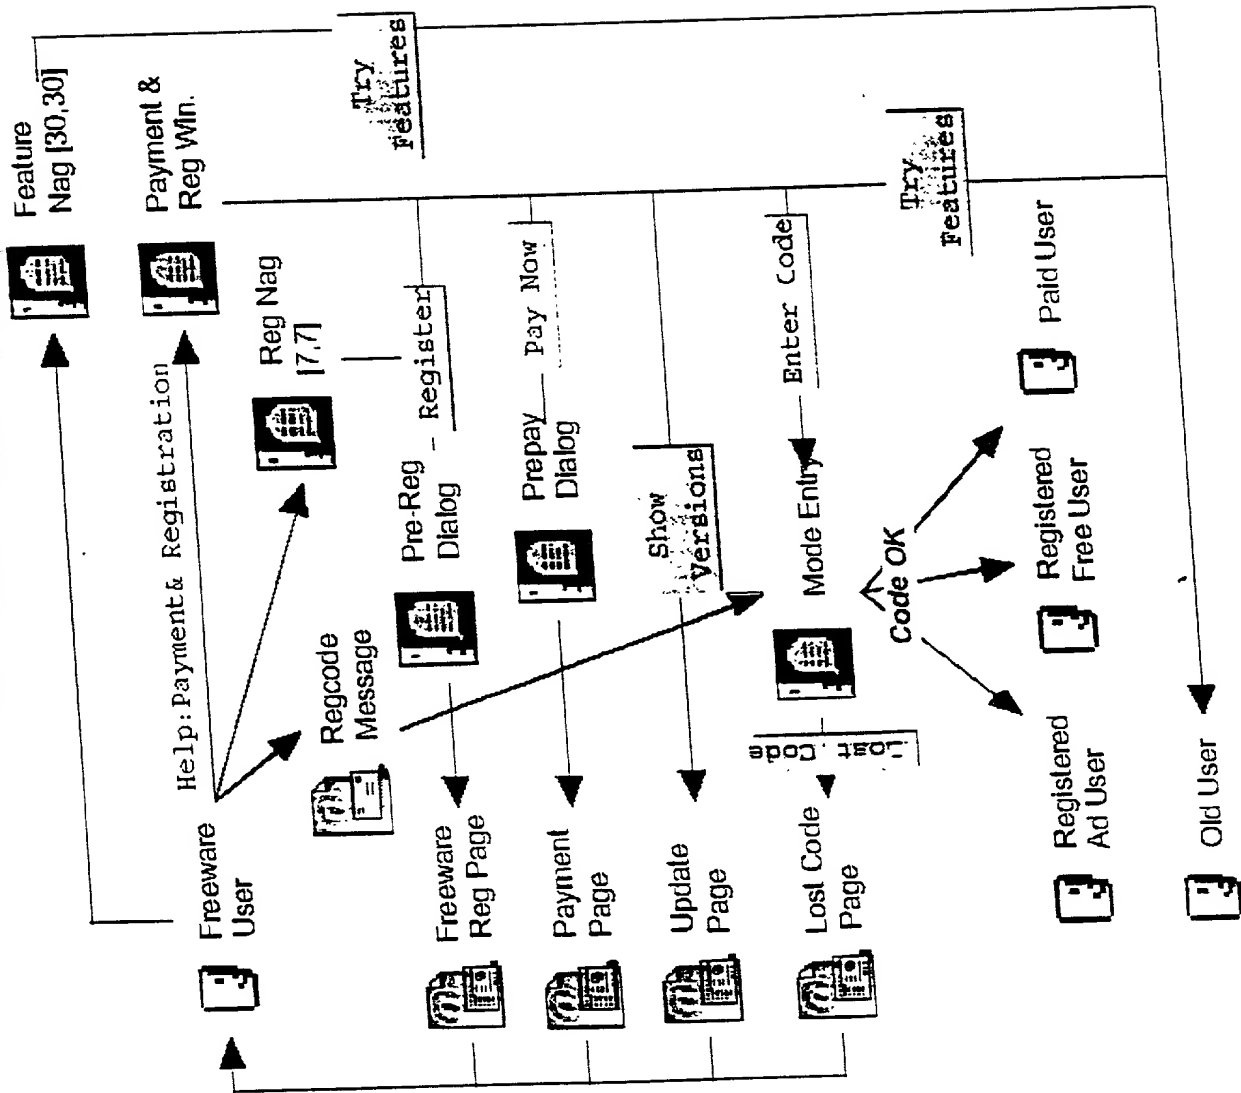 Feature
Nag [30,30]
Payment &
Reg Win.
Try
Features
Help:Payment& Registration
Reg Nag
[7,7]
Register
Pay Now
Enter Code
Try
Features
Freeware
User
Regcode
Message
Pre-Reg
Dialog
Prepay
Dialog
Show
Versions
Mode Entry
Code OK
Paid User
Freeware
Reg Page
Payment
Page
Update
Page
Lost Code
Lost Code
Page
Registered
Free User
Registered
Ad User
Old User